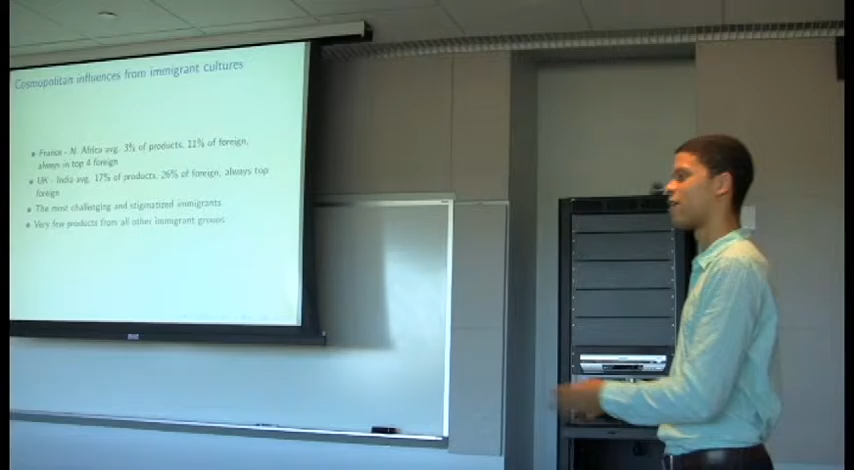 Cosmopolitan influences from immigrant cultures
France - N. Africa avg. 3% of products, 11% of foreign,
always in top 4 foreign
UK - India avg. 17% of products, 26% of foreign, always top
foreign
The most challenging and stigmatized immigrants
Very few products from all other immigrant groups